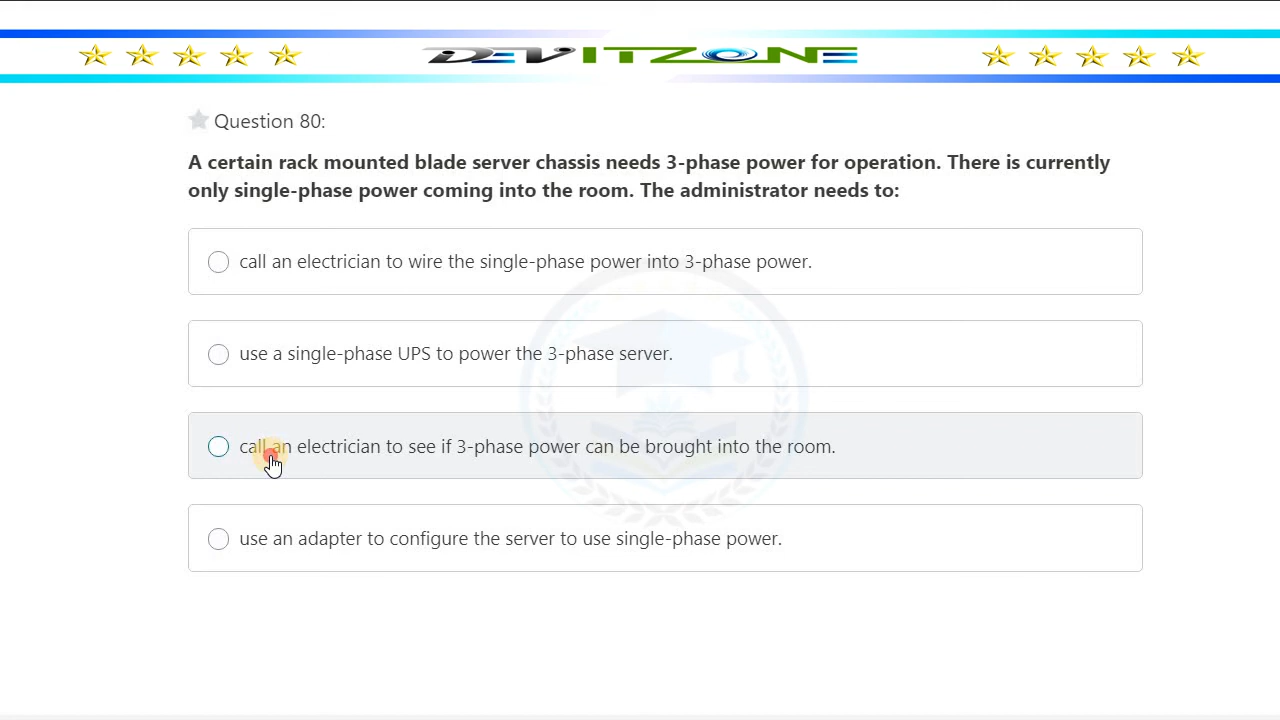 DEVITZONE
Question 80:
A certain rack mounted blade server chassis needs 3-phase power for operation. There is currently
only single-phase power coming into the room. The administrator needs to:
call an electrician to wire the single-phase power into 3-phase power.
use a single-phase UPS to power the 3-phase server.
call an electrician to see if 3-phase power can be brought into the room.
use an adapter to configure the server to use single-phase power.